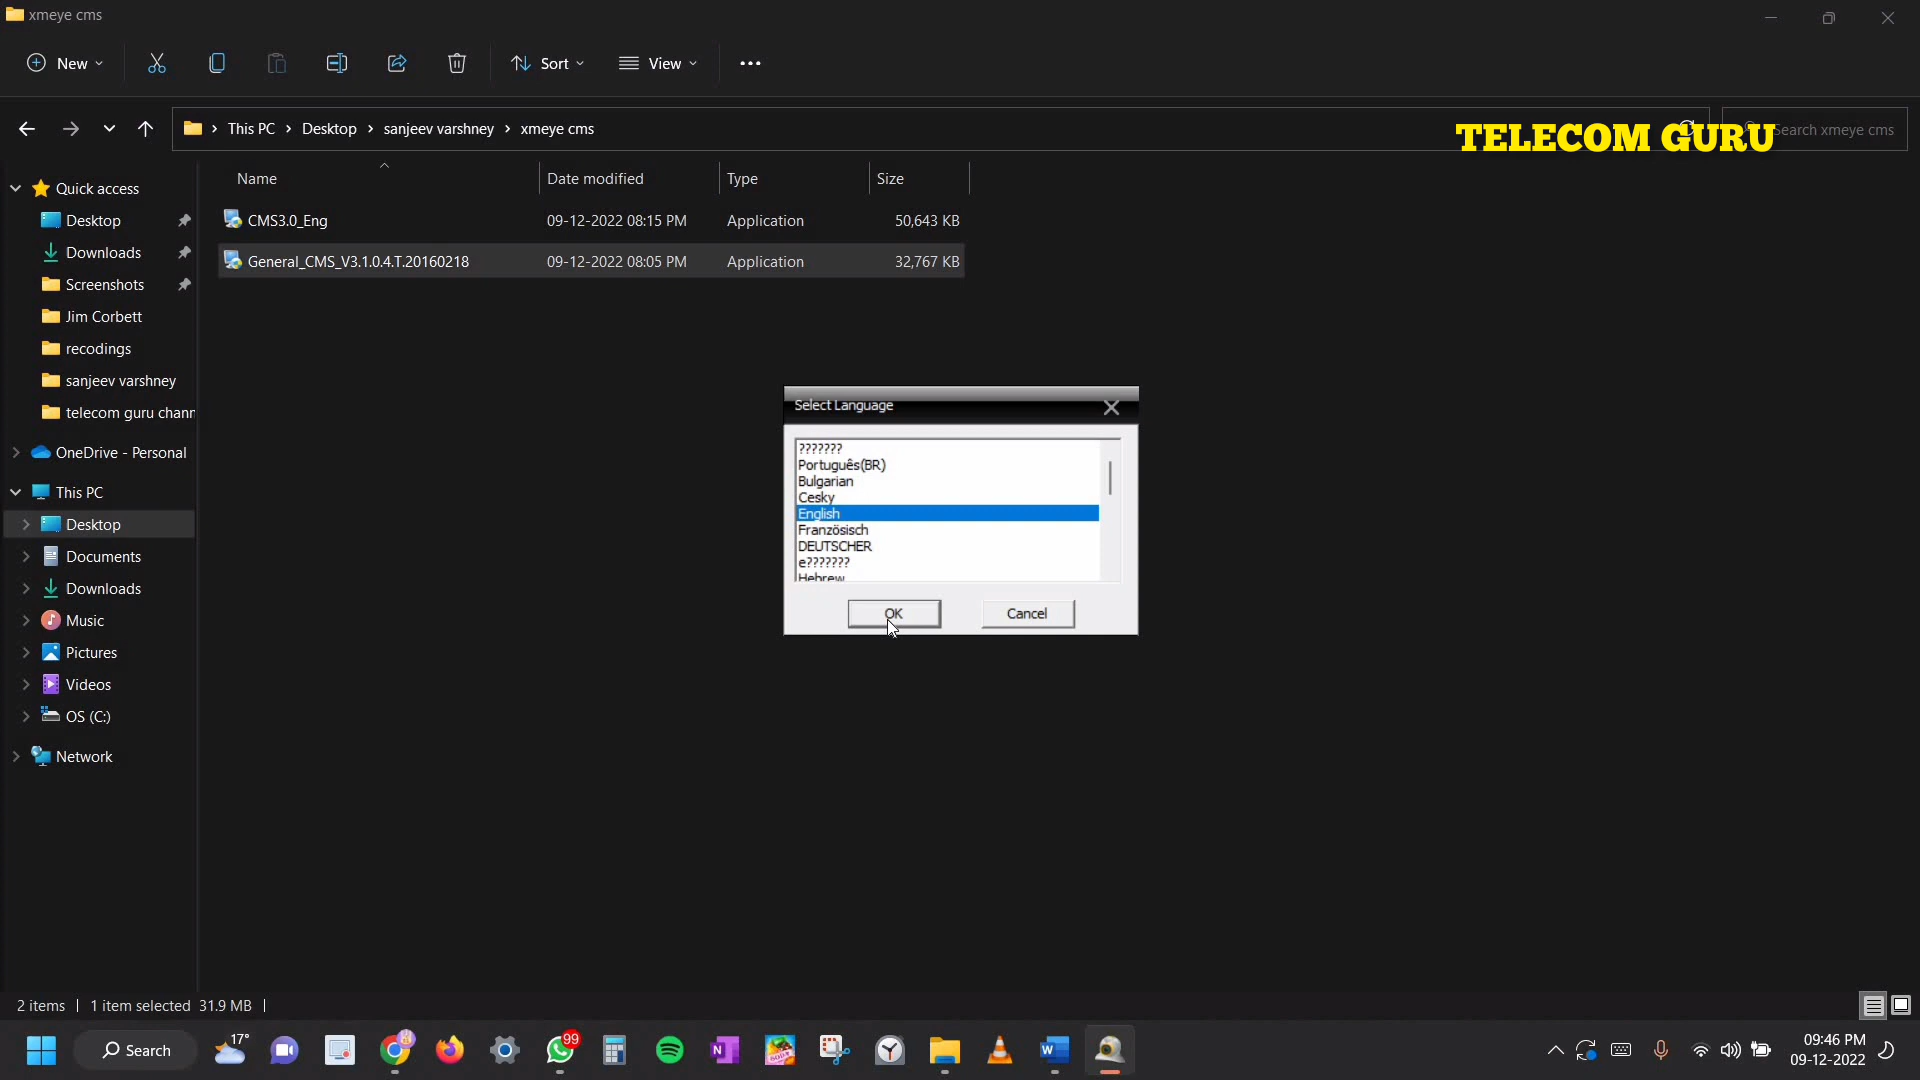 xmeye cms
New
Sort
View
This PC
Desktop
sanjeev varshney
xmeye cms
TELECOM GURU
Search xmeye cms
Name
Date modified
Type
Size
CMS3.0_Eng
09-12-2022 08:15 PM
Application
50,643 KB
General_CMS_V3.1.0.4.T.20160218
09-12-2022 08:05 PM
Application
32,767 KB
Quick access
Desktop
Downloads
Screenshots
Jim Corbett
recodings
sanjeev varshney
telecom guru chann
OneDrive - Personal
This PC
Desktop
Documents
Downloads
Music
Pictures
Videos
OS (C:)
Network
Select Language
???????
Português(BR)
Bulgarian
Cesky
English
Französisch
DEUTSCHER
e???????
Hebrew
OK
Cancel
2 items
1 item selected 31.9 MB
Search
17°
99
09:46 PM
09-12-2022